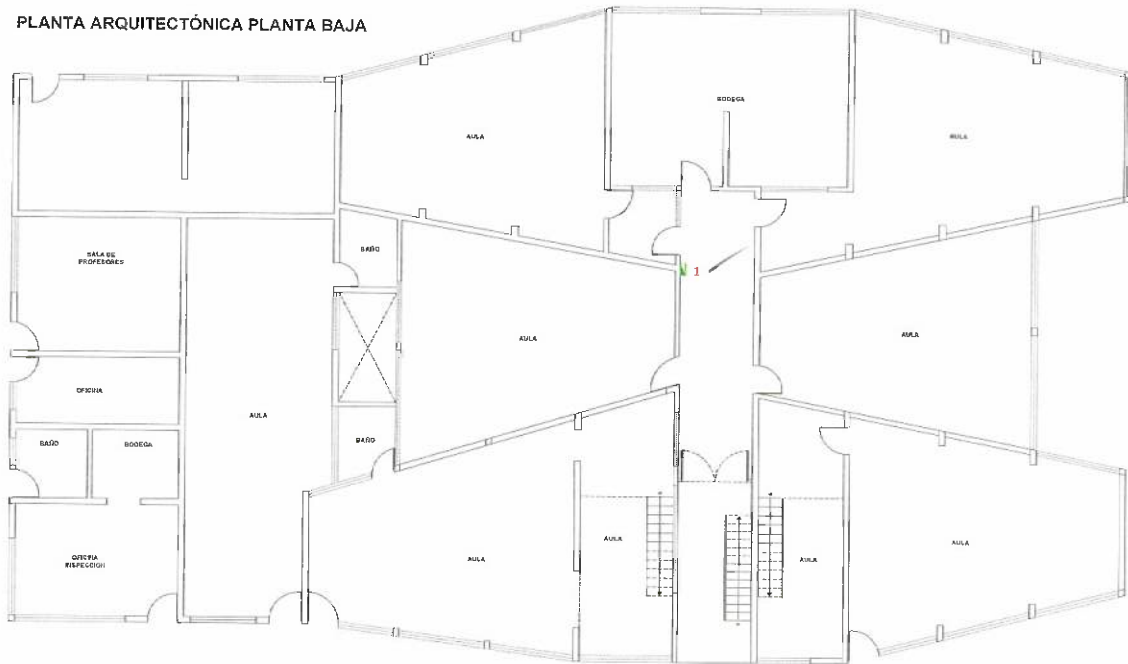 PLANTA ARQUITECTÓNICA PLANTA BAJA
BODEGA
AULA
AULA
SALA DE
PROFESORES
BAÑO
1
AULA
AULA
OFICINA
AULA
BAÑO
BODEGA
BAÑO
OFICINA
INSPECCION
AULA
AULA
AULA
AULA